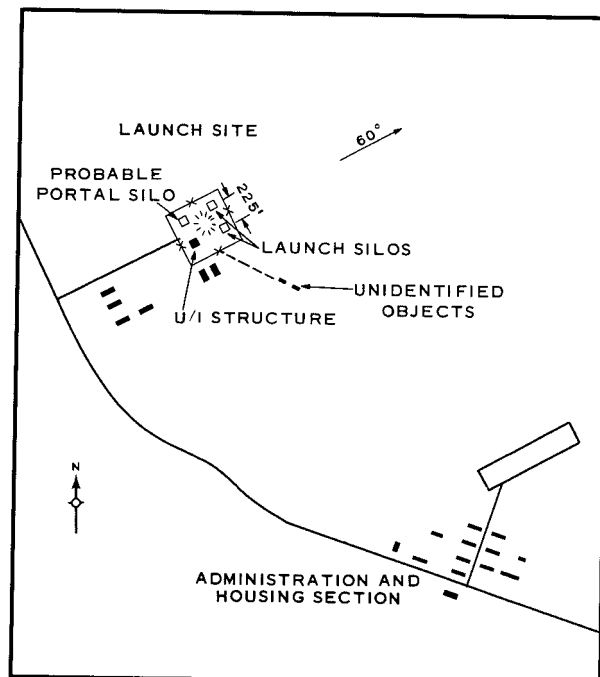 LAUNCH SITE
60°
PROBABLE
PORTAL SILO
225'
LAUNCH SILOS
UNIDENTIFIED
OBJECTS
U/I STRUCTURE
N
ADMINISTRATION AND
HOUSING SECTION